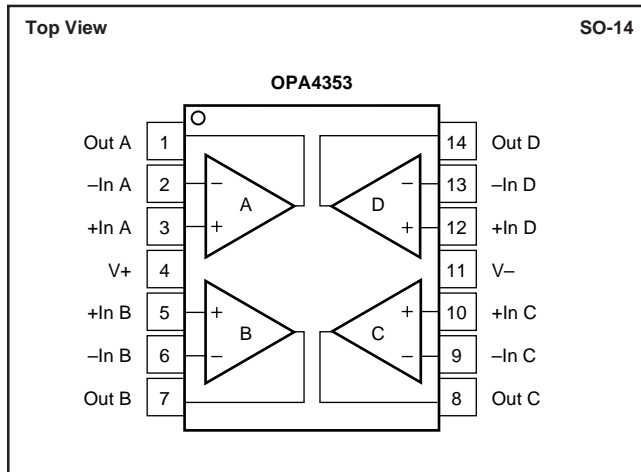 Top View SO-14
OPA4353
Out A 1 14 Out D
–In A 2 – – 13 –In D
A D
+In A 3 + + 12 +In D
V+ 4 11 V–
+In B 5 + + 10 +In C
B C
–In B 6 – – 9 –In C
Out B 7 8 Out C